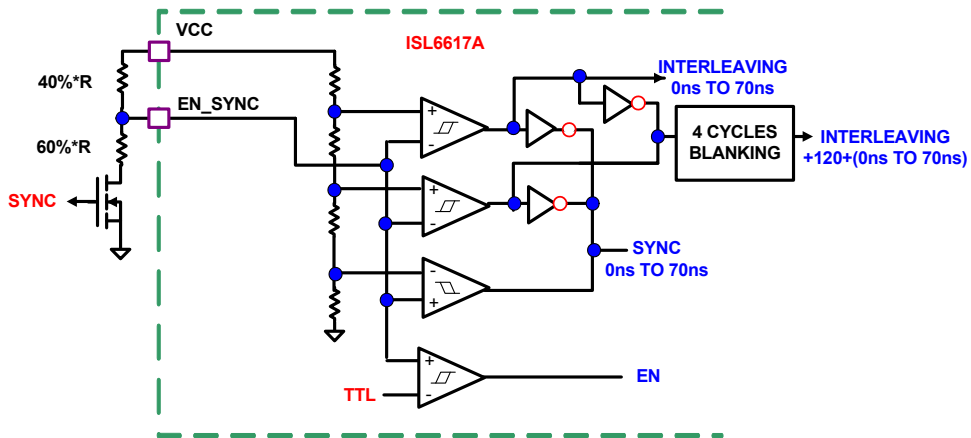 VCC
ISL6617A
40%*R
INTERLEAVING
0ns TO 70ns
EN_SYNC
+
-
4 CYCLES
BLANKING
INTERLEAVING
+120+(0ns TO 70ns)
60%*R
SYNC
+
-
SYNC
0ns TO 70ns
-
+
+
-
TTL
EN